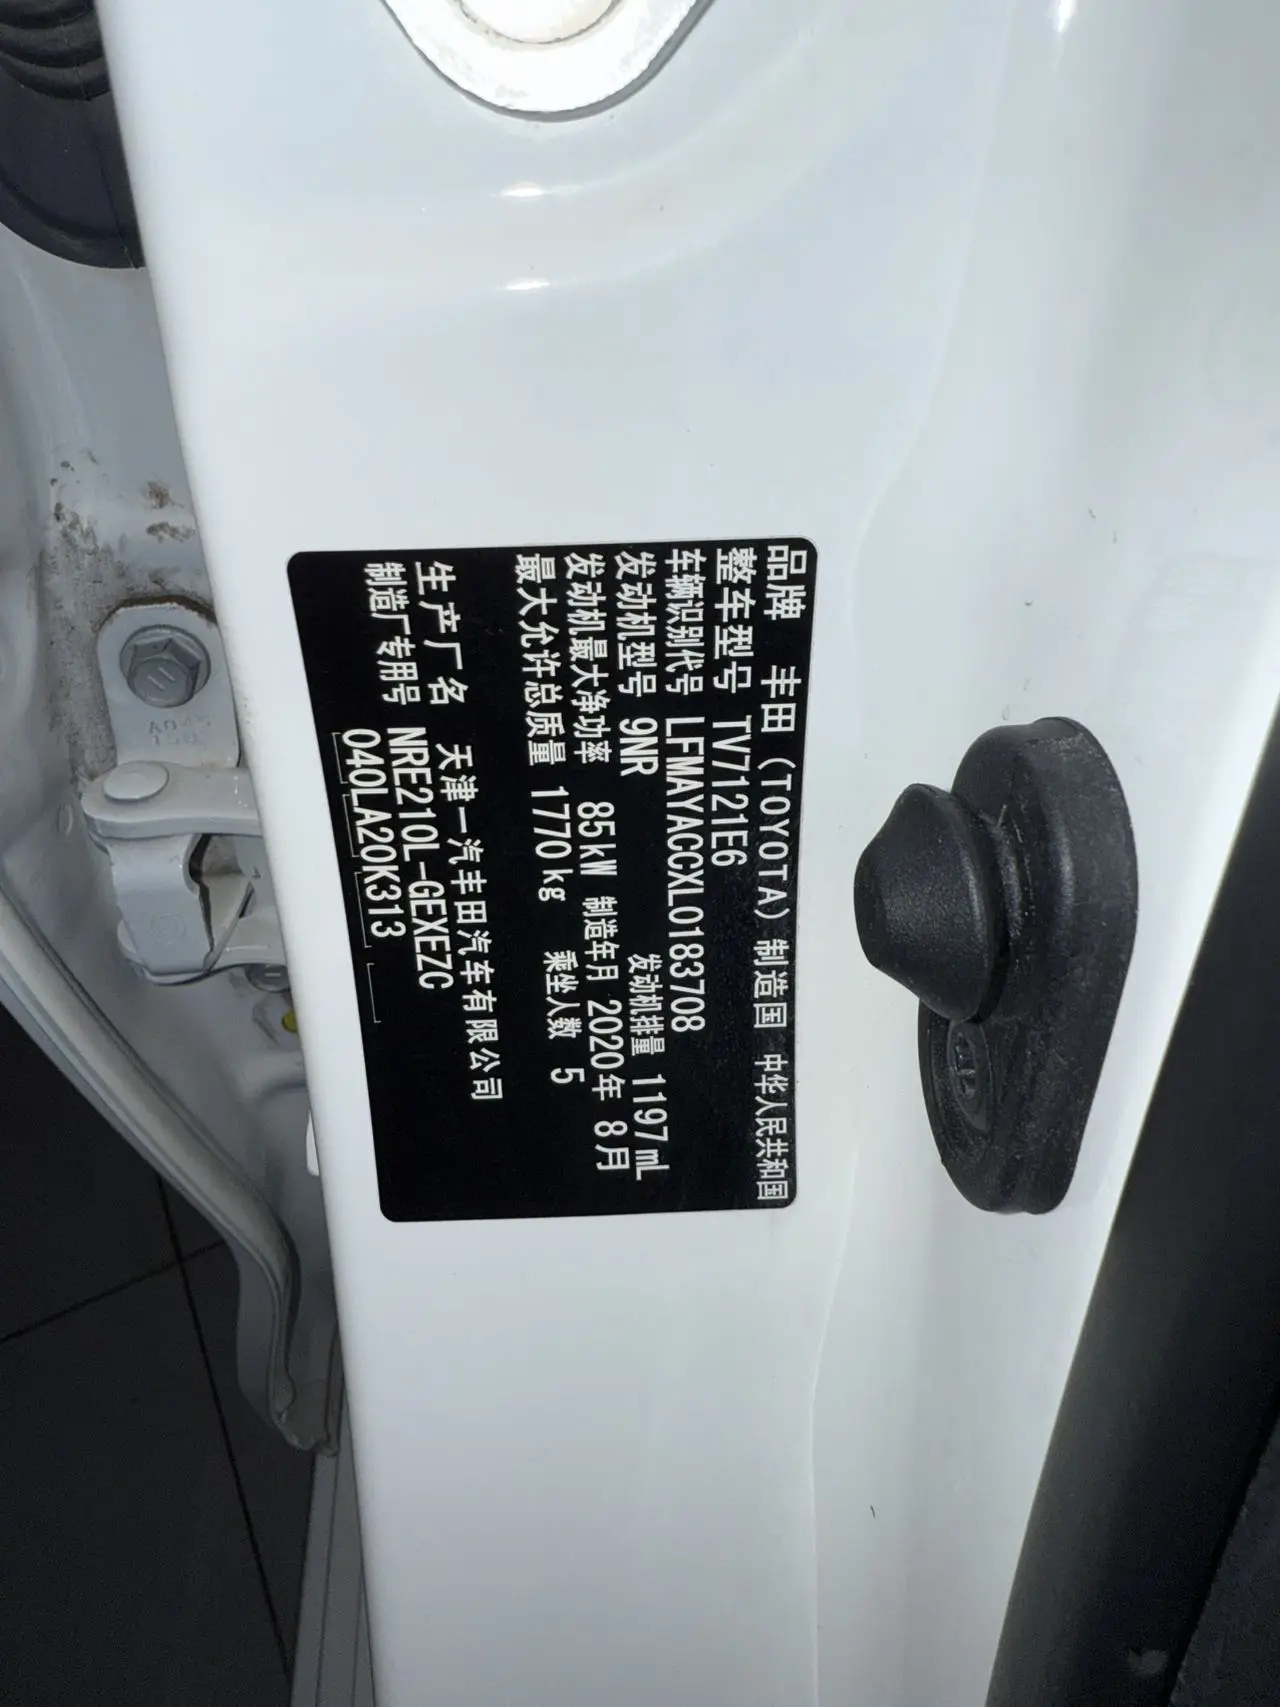 品牌 丰田(TOYOTA) 制造国 中华人民共和国
整车型号 TV7121E6
车辆识别代号 LFMAYACCXL0183708
发动机型号 9NR 发动机排量 1197mL
发动机最大净功率 85kW 制造年月 2020年 8月
最大允许总质量 1770kg 乘坐人数 5
生产厂名 天津一汽丰田汽车有限公司
制造厂专用号 NRE210L-GEXEZC
040LA20K313